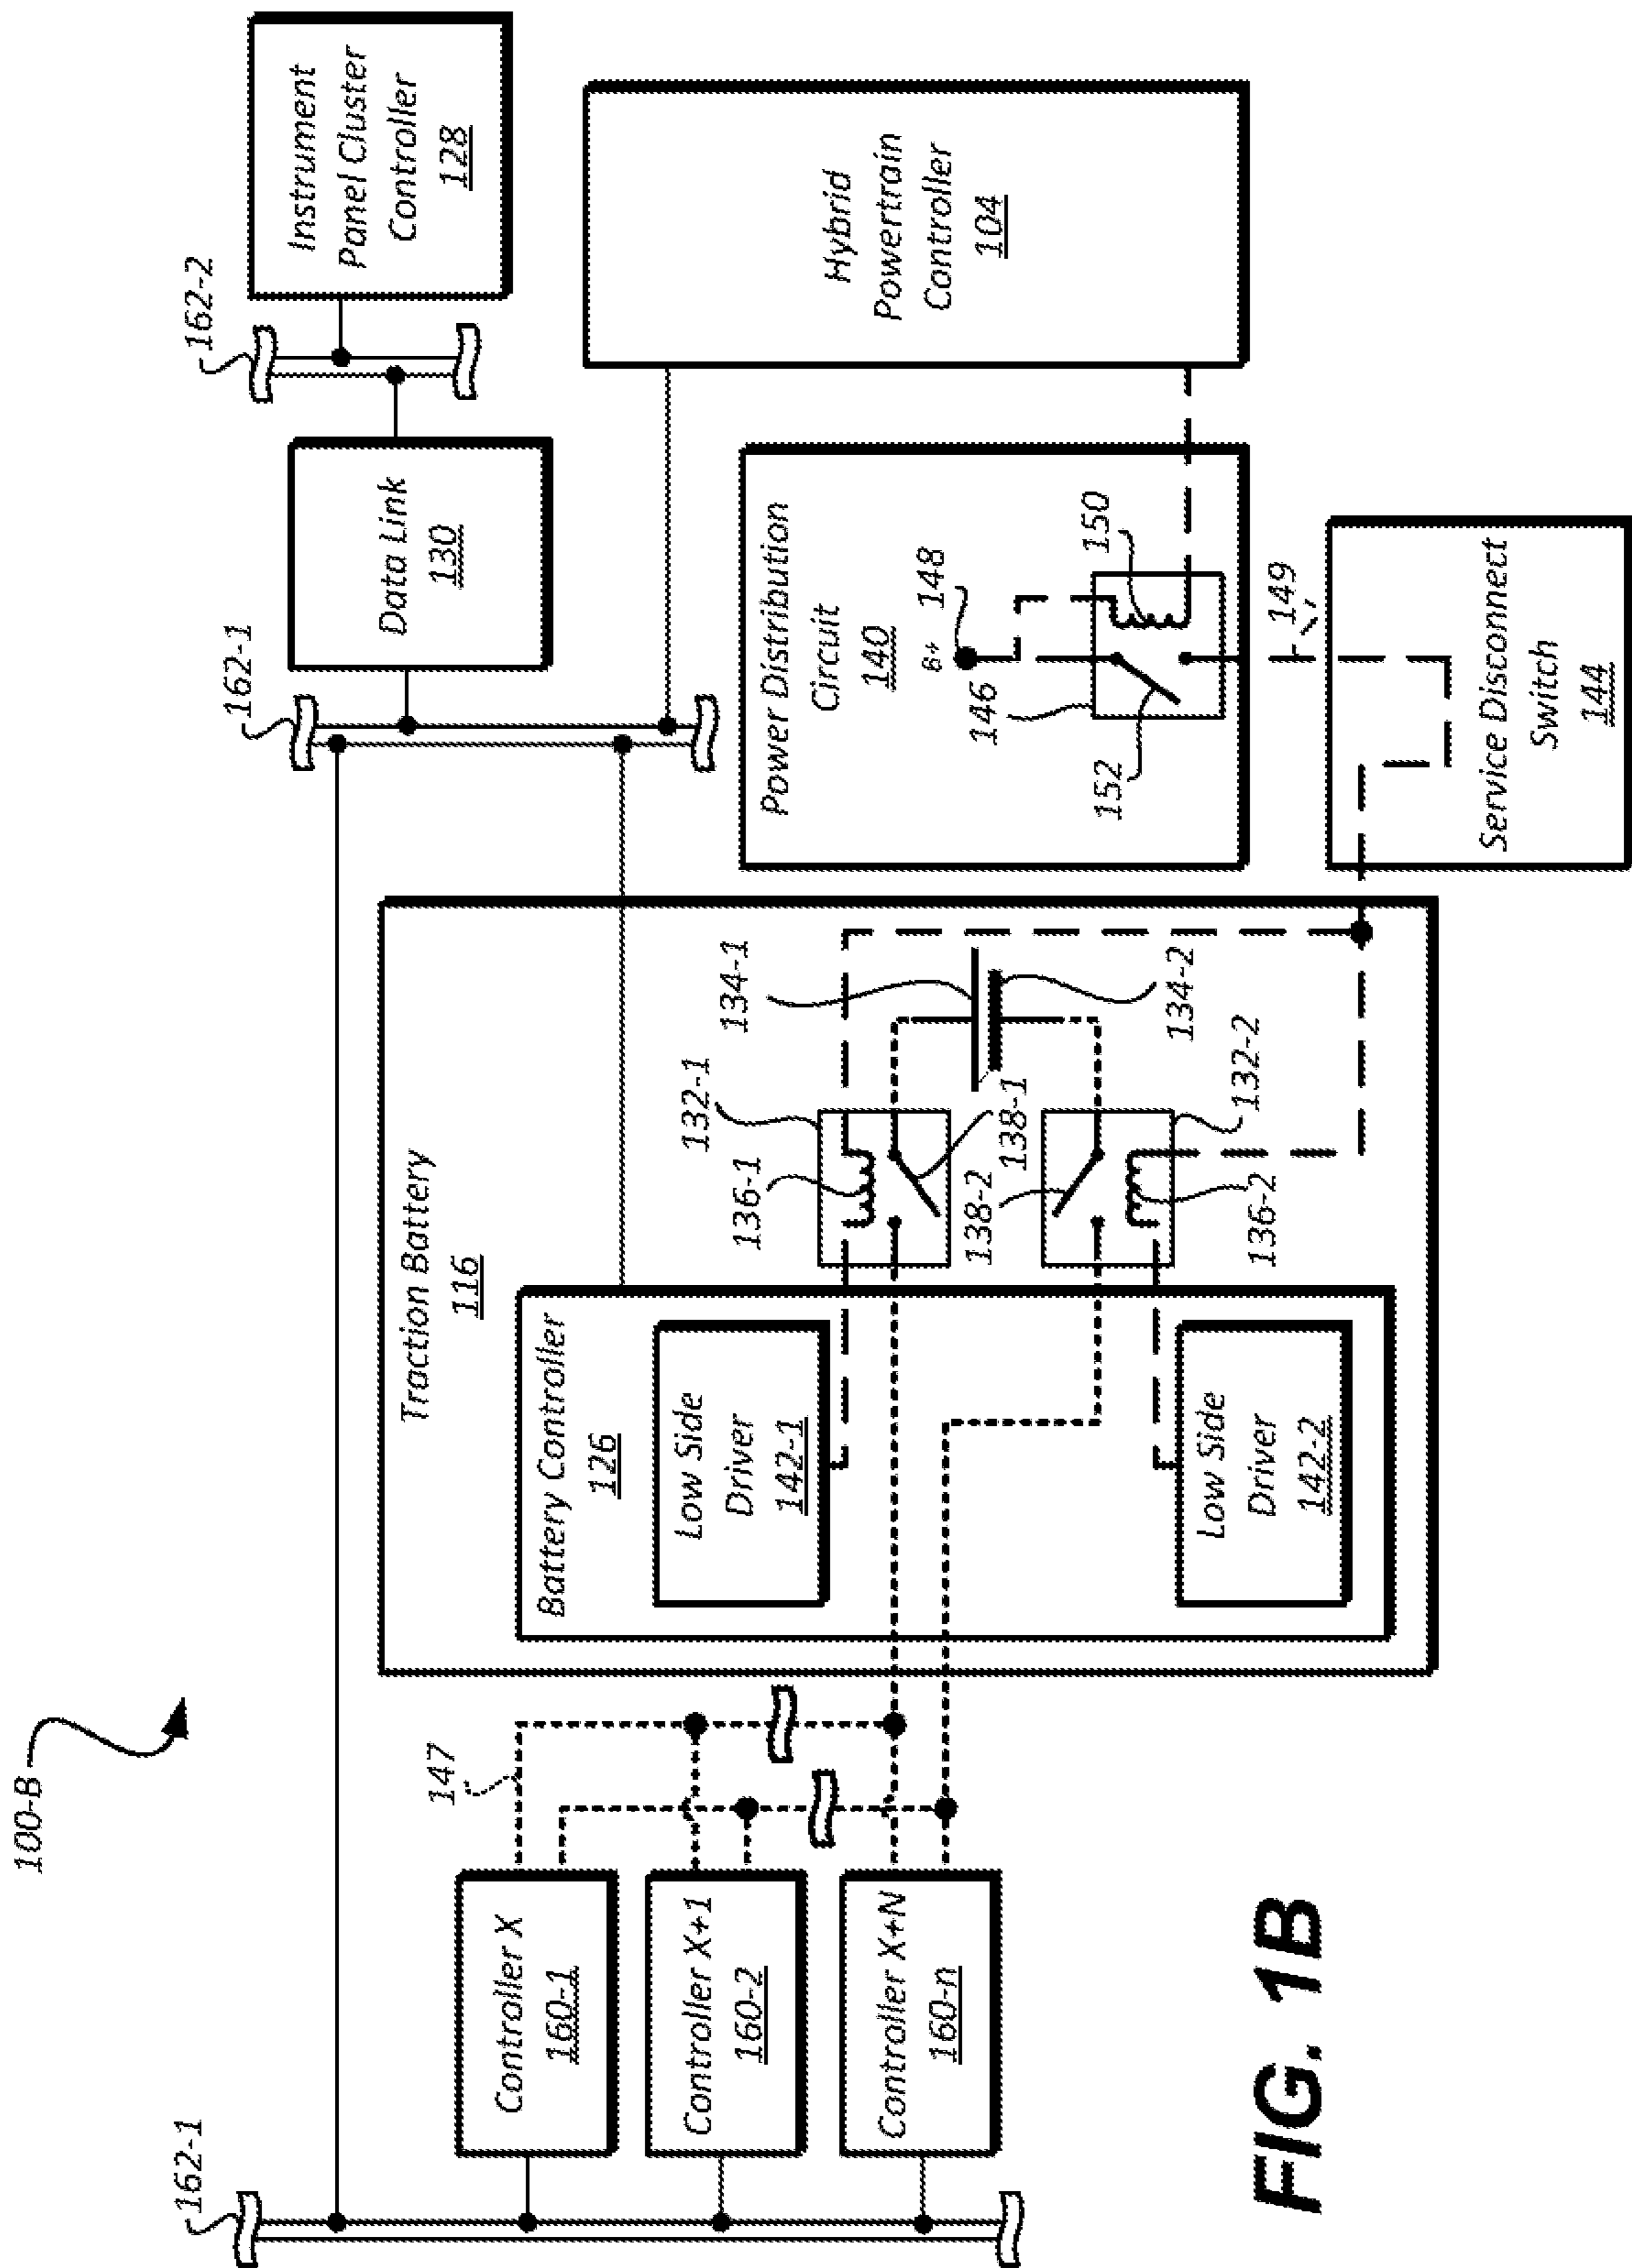 100-B
162-1
Controller X
160-1
Controller X+1
160-2
Controller X+N
160-n
147
Traction Battery
116
Battery Controller
126
Low Side
Driver
142-1
Low Side
Driver
142-2
132-1
136-1
134-1
138-1
138-2
134-2
132-2
136-2
162-1
162-2
Data Link
130
Instrument
Panel Cluster
Controller
128
Hybrid
Powertrain
Controller
104
Power Distribution
Circuit
140
B+
148
146
150
152
149
Service Disconnect
Switch
144
FIG. 1B